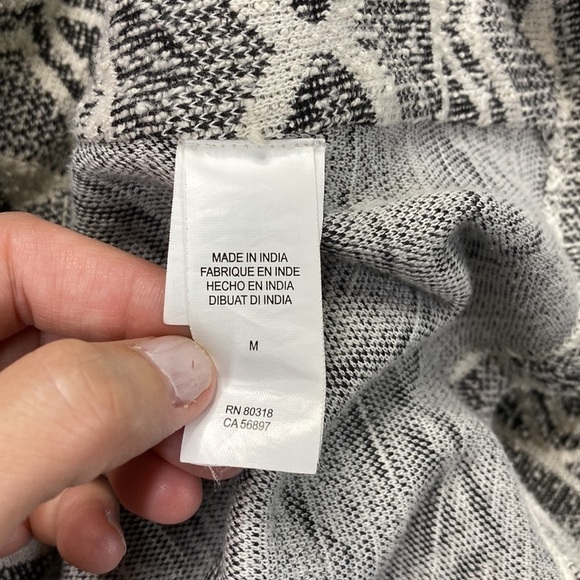 MADE IN INDIA
FABRIQUE EN INDE
HECHO EN INDIA
DIBUAT DI INDIA
M
RN 80318
CA 56897